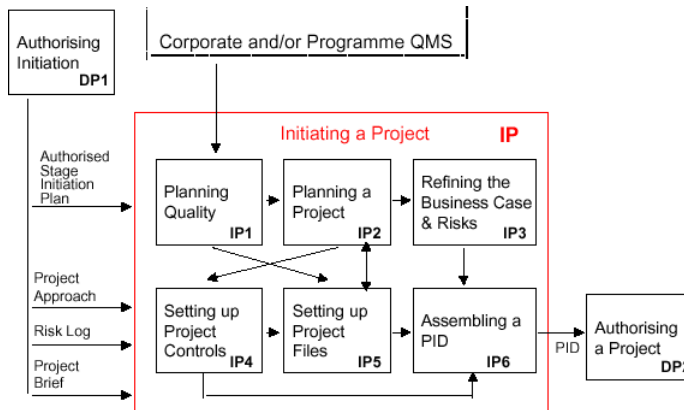 Authorising
Initiation
DP1
Corporate and/or Programme QMS
Initiating a Project
IP
Authorised
Stage
Initiation
Plan
Planning
Quality
IP1
Planning a
Project
IP2
Refining the
Business Case
& Risks
IP3
Project
Approach
Risk Log
Project
Brief
Setting up
Project
Controls
IP4
Setting up
Project
Files
IP5
Assembling a
PID
IP6
PID
Authorising
a Project
DP2